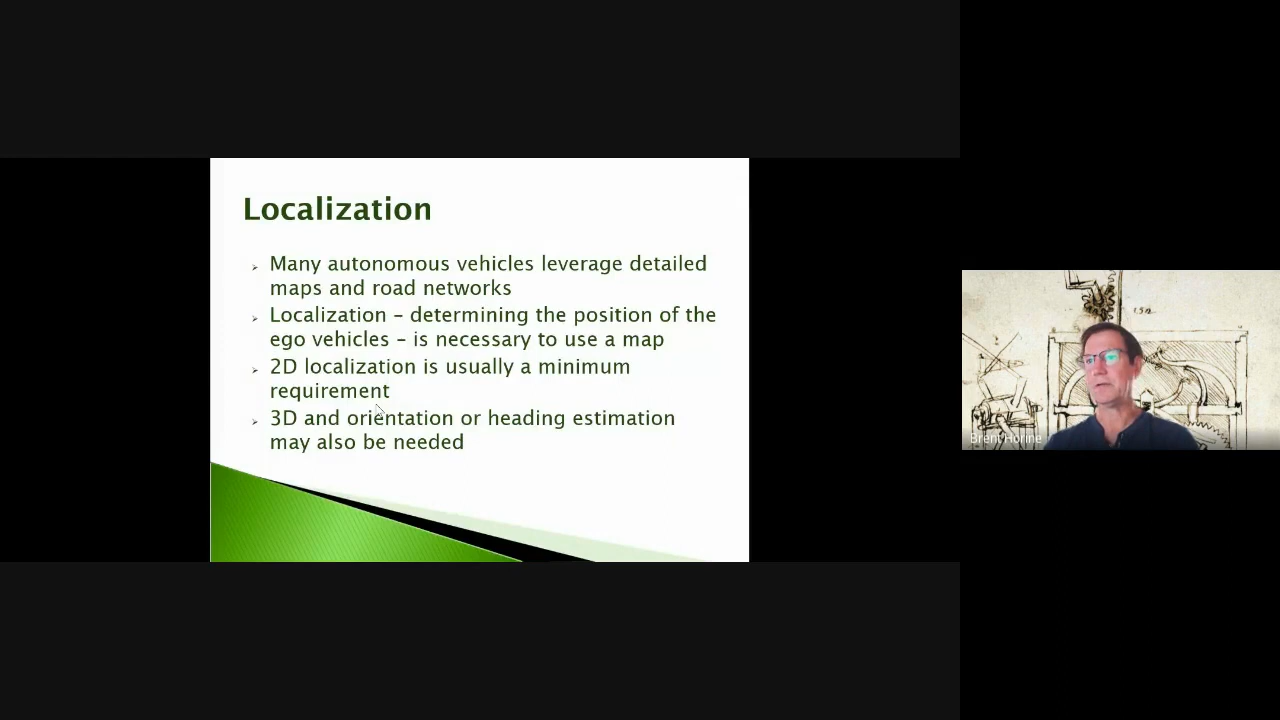 Localization
Many autonomous vehicles leverage detailed
maps and road networks
Localization – determining the position of the
ego vehicles – is necessary to use a map
2D localization is usually a minimum
requirement
3D and orientation or heading estimation
may also be needed
Brent Horine